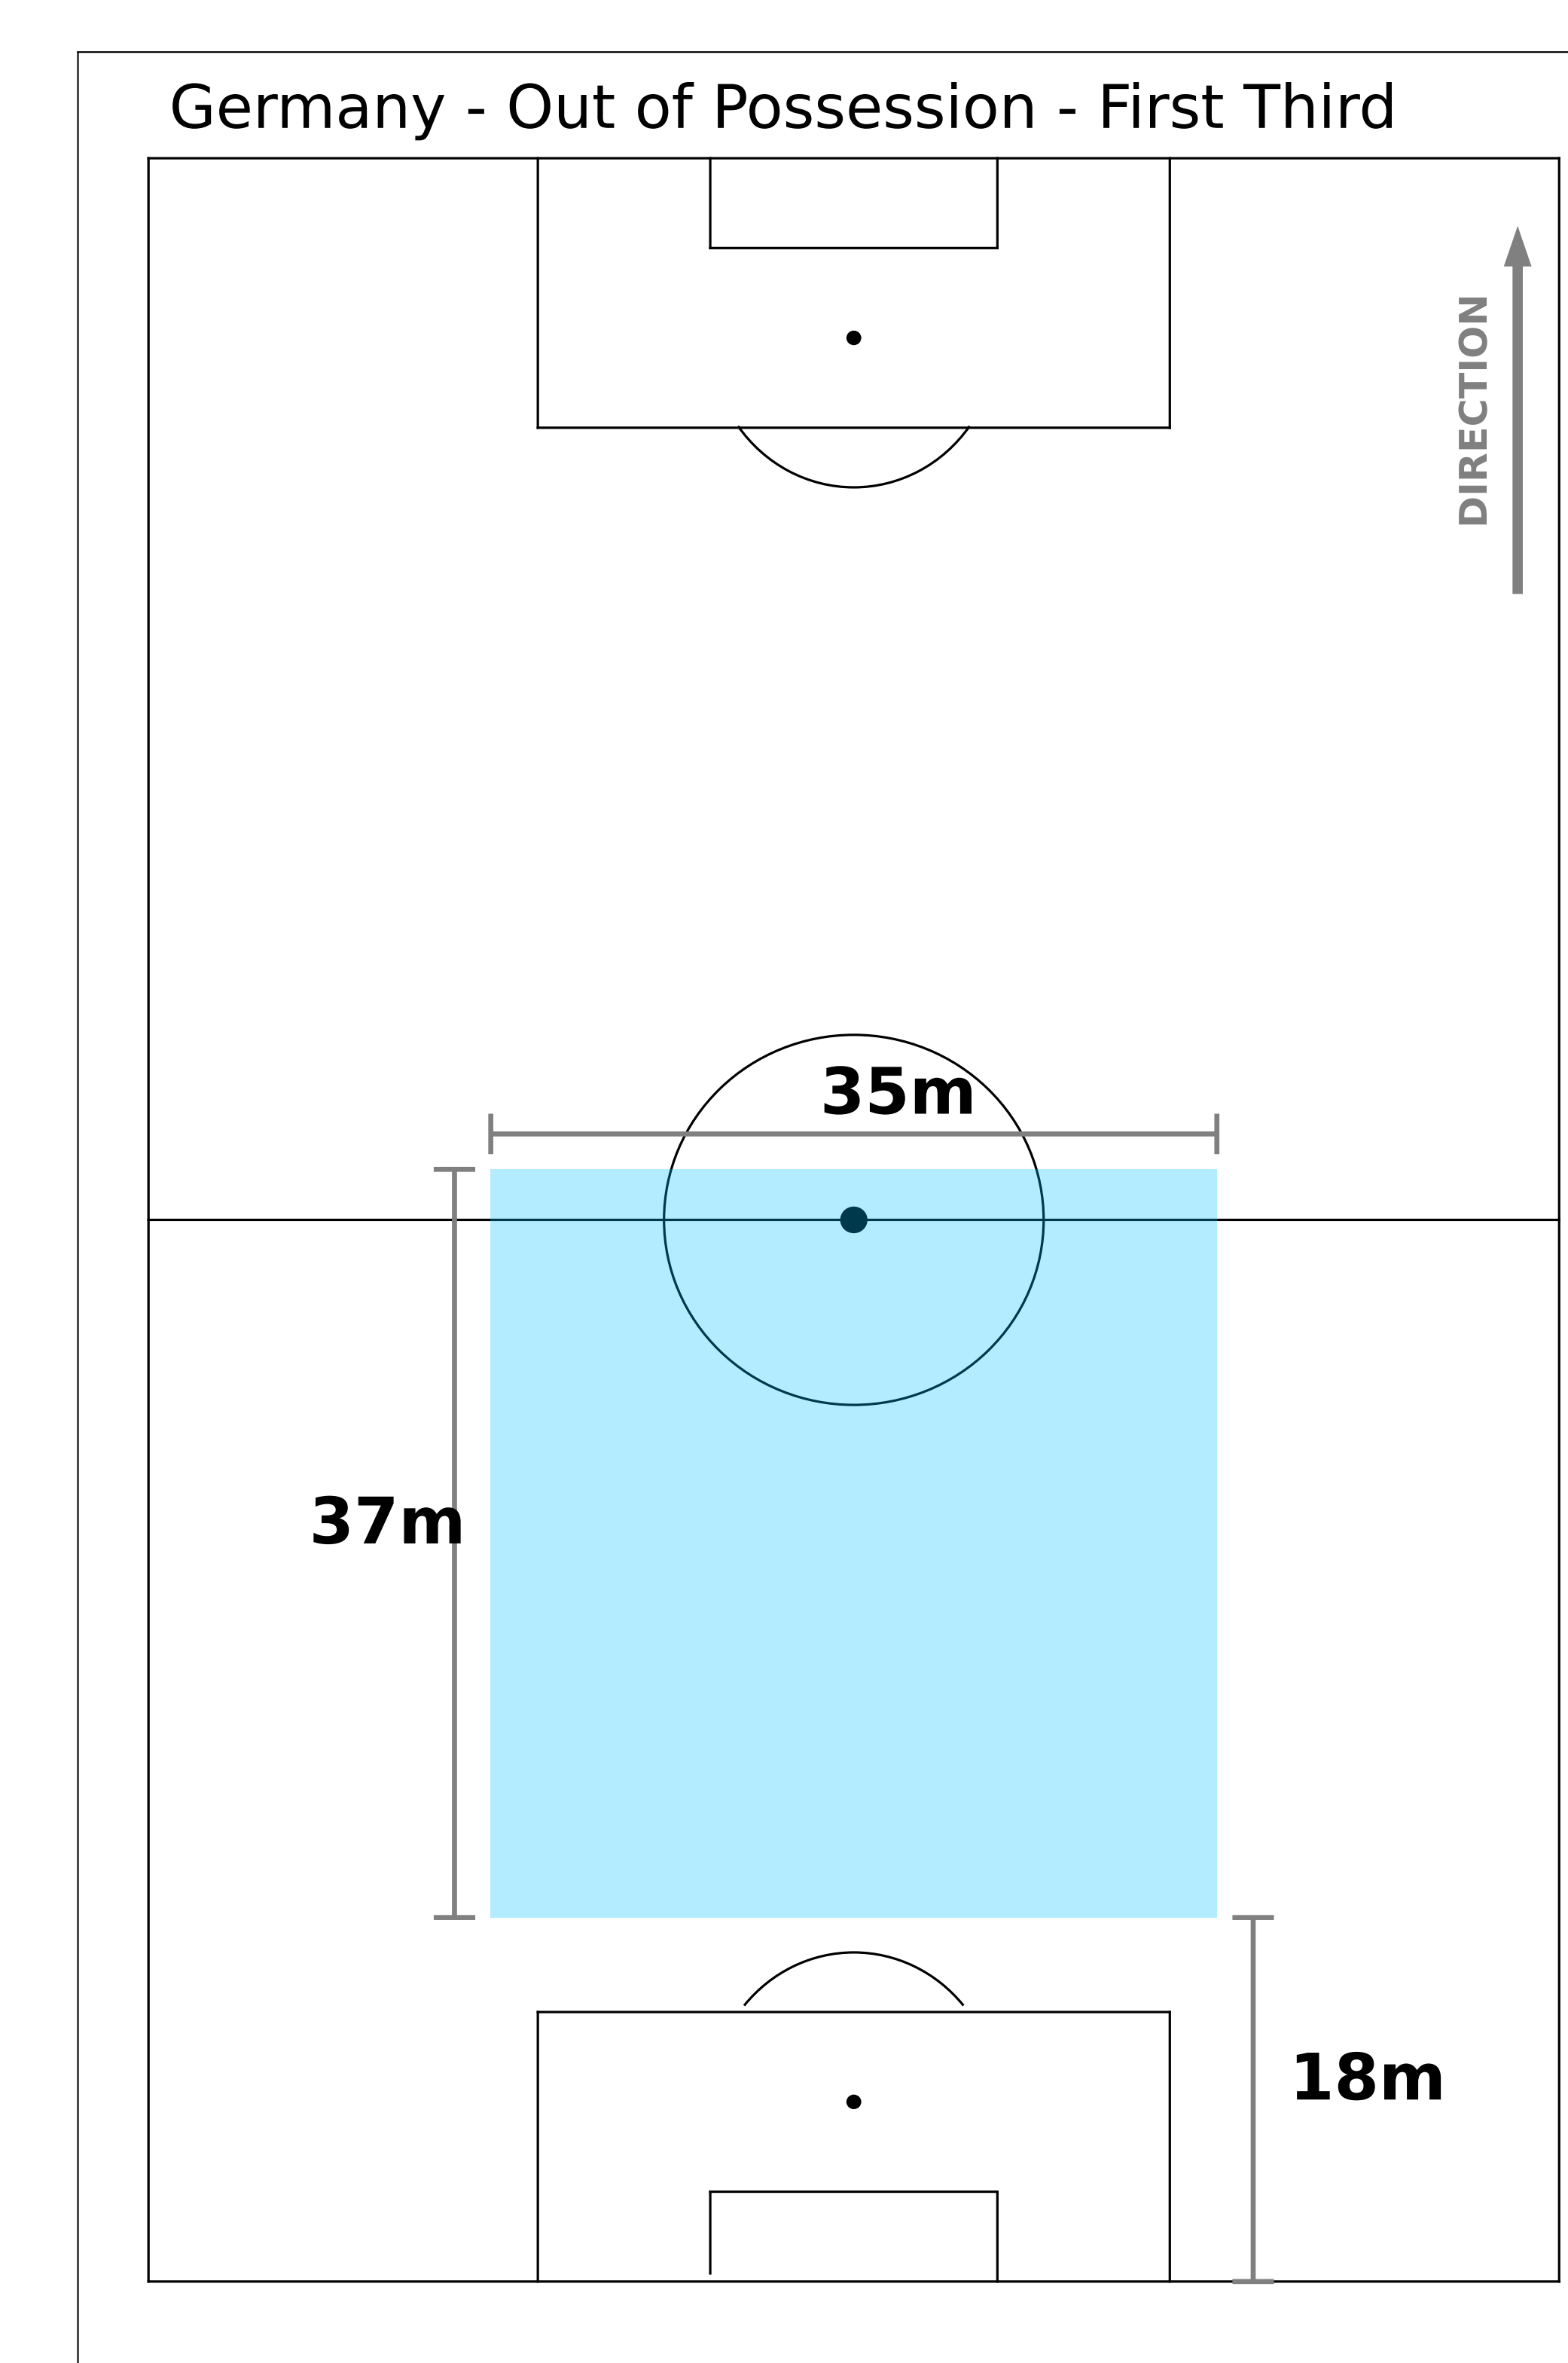 Germany - Out of Possession - First Third
DIRECTION
35m
37m
18m